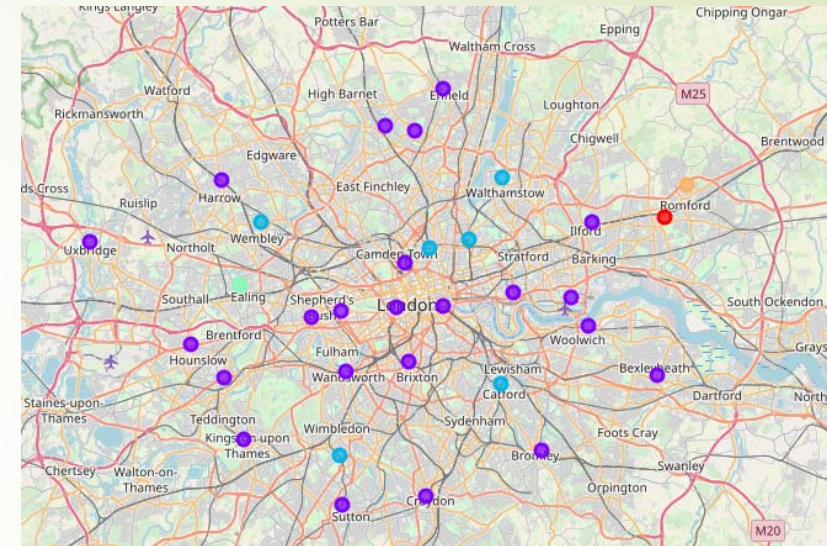 Kings Langley
Potters Bar
Chipping Ongar
Epping
Waltham Cross
Watford
High Barnet
Enfield
M25
Loughton
Rickmansworth
Chigwell
Brentwood
Edgware
East Finchley
Walthamstow
ds Cross
Ruislip
Harrow
Romford
Ilford
Wembley
Uxbridge
Northolt
Camden Town
Stratford
Barking
Southall
Ealing
Shepherd's
Bush
London
South Ockendon
Brentford
Woolwich
Hounslow
Fulham
Grays
Wandsworth
Brixton
Lewisham
Catford
Bexleyheath
Dartford
North
Staines-upon-
Thames
Teddington
Wimbledon
Sydenham
Foots Cray
Kingston upon
Thames
Bromley
Swanley
Chertsey
Walton-on-
Thames
Orpington
Croydon
Sutton
M20